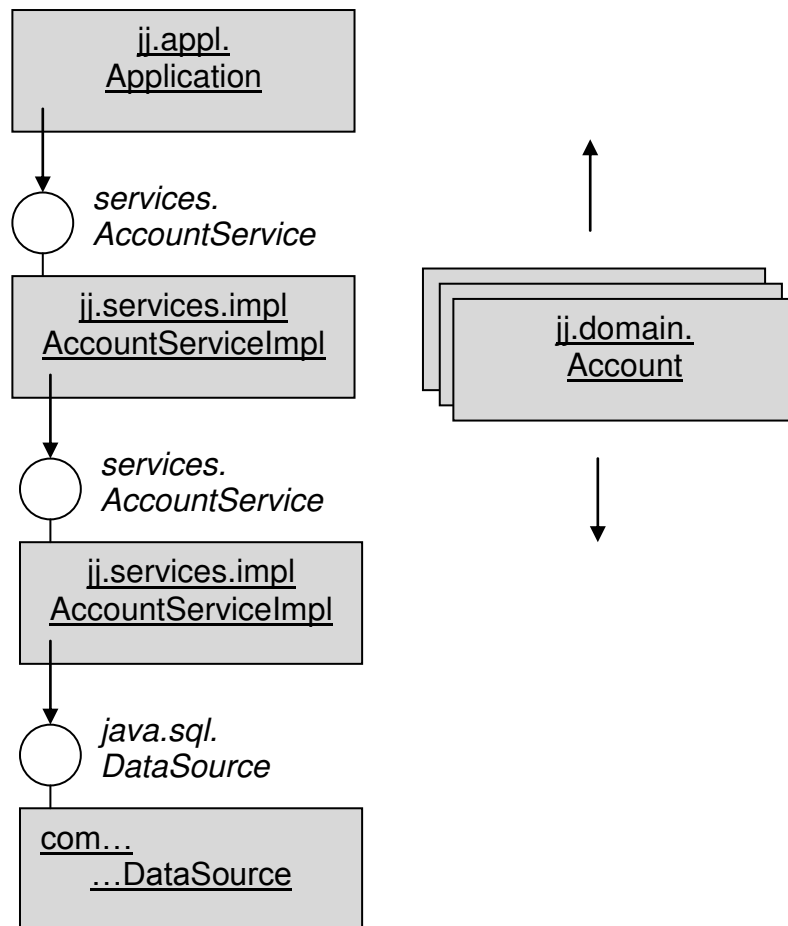 jj.appl.
Application
services.
AccountService
jj.services.impl
AccountServiceImpl
services.
AccountService
jj.services.impl
AccountServiceImpl
java.sql.
DataSource
com…
…DataSource
jj.domain.
Account